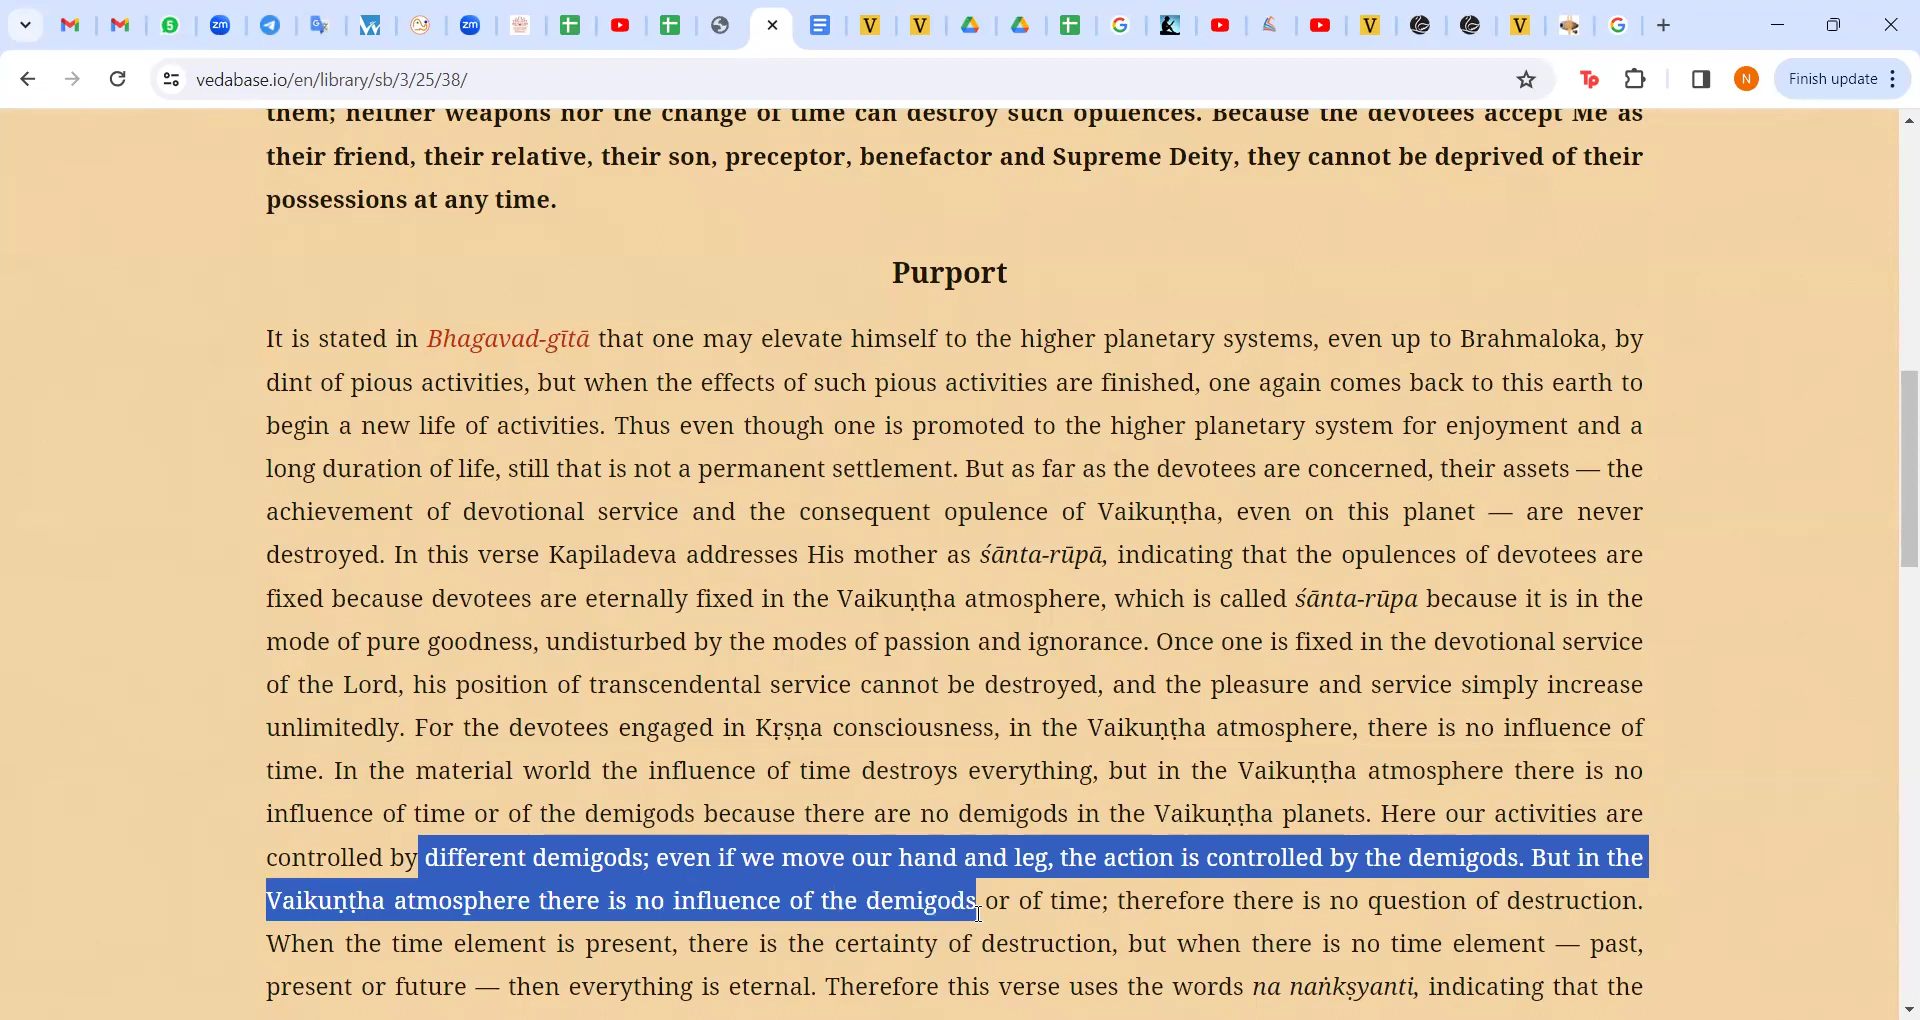 5
zm
zm
V
V
V
V
vedabase.io/en/library/sb/3/25/38/
Tp
N
Finish update
them; neither weapons nor the change of time can destroy such opulences. Because the devotees accept Me as
their friend, their relative, their son, preceptor, benefactor and Supreme Deity, they cannot be deprived of their
possessions at any time.
Purport
It is stated in Bhagavad-gītā that one may elevate himself to the higher planetary systems, even up to Brahmaloka, by
dint of pious activities, but when the effects of such pious activities are finished, one again comes back to this earth to
begin a new life of activities. Thus even though one is promoted to the higher planetary system for enjoyment and a
long duration of life, still that is not a permanent settlement. But as far as the devotees are concerned, their assets — the
achievement of devotional service and the consequent opulence of Vaikuṇṭha, even on this planet — are never
destroyed. In this verse Kapiladeva addresses His mother as śānta-rūpā, indicating that the opulences of devotees are
fixed because devotees are eternally fixed in the Vaikuṇṭha atmosphere, which is called śānta-rūpa because it is in the
mode of pure goodness, undisturbed by the modes of passion and ignorance. Once one is fixed in the devotional service
of the Lord, his position of transcendental service cannot be destroyed, and the pleasure and service simply increase
unlimitedly. For the devotees engaged in Kṛṣṇa consciousness, in the Vaikuṇṭha atmosphere, there is no influence of
time. In the material world the influence of time destroys everything, but in the Vaikuṇṭha atmosphere there is no
influence of time or of the demigods because there are no demigods in the Vaikuṇṭha planets. Here our activities are
controlled by different demigods; even if we move our hand and leg, the action is controlled by the demigods. But in the
Vaikuṇṭha atmosphere there is no influence of the demigods or of time; therefore there is no question of destruction.
When the time element is present, there is the certainty of destruction, but when there is no time element — past,
present or future — then everything is eternal. Therefore this verse uses the words na naṅkṣyanti, indicating that the